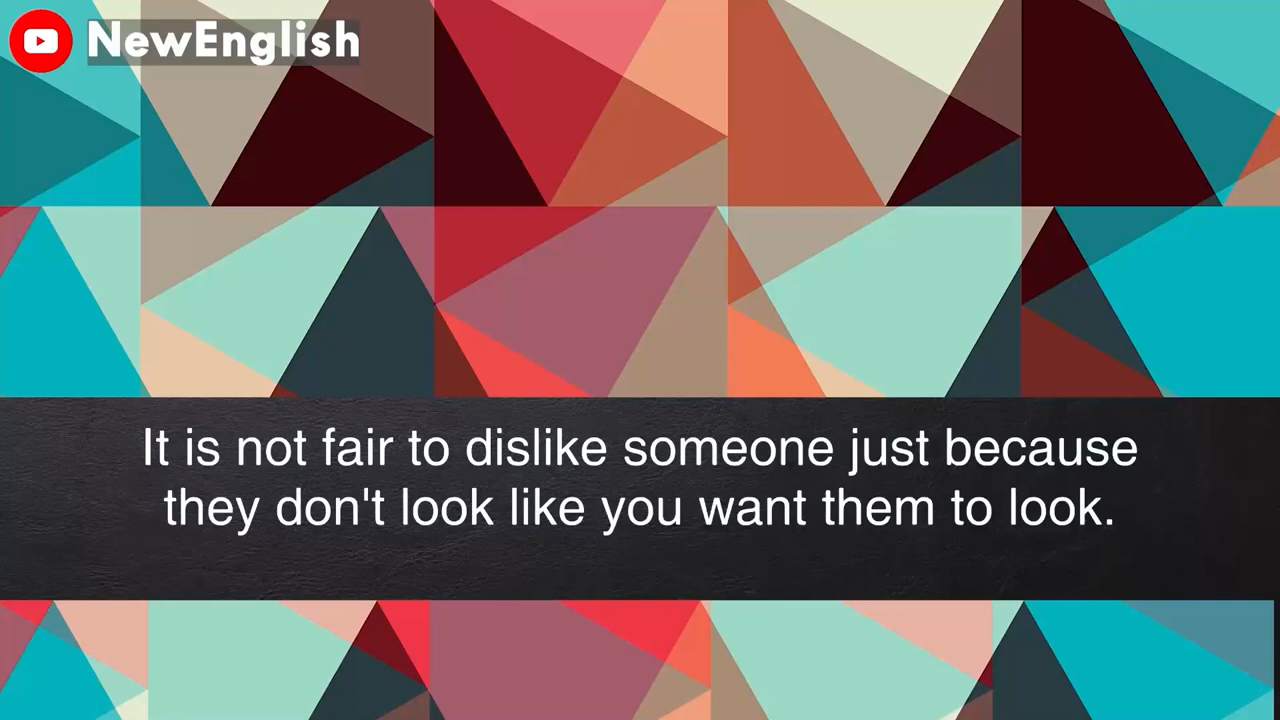 NewEnglish
It is not fair to dislike someone just because
they don't look like you want them to look.